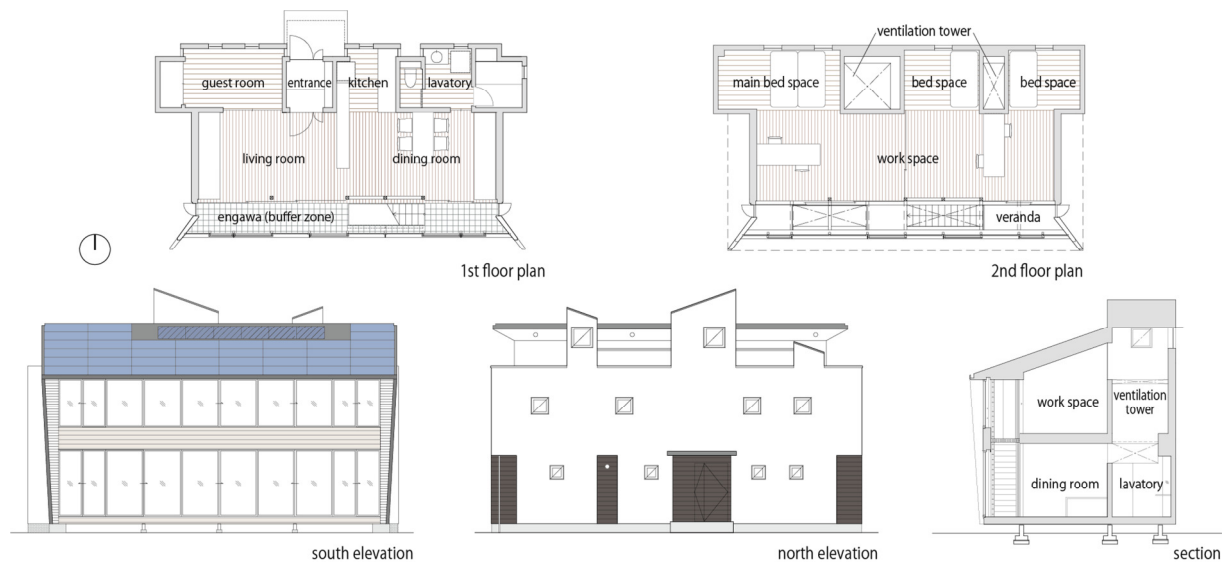 guest room
entrance
kitchen
lavatory
living room
dining room
engawa (buffer zone)
1st floor plan
ventilation tower
main bed space
bed space
bed space
work space
veranda
2nd floor plan
south elevation
north elevation
work space
ventilation
tower
dining room
lavatory
section